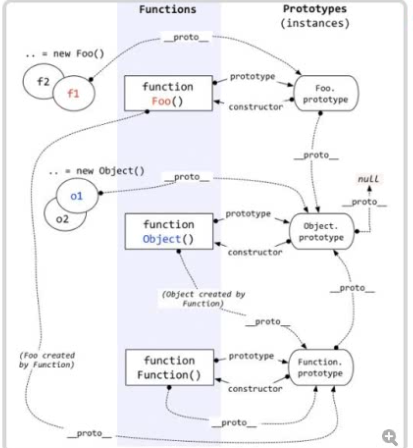 Functions
Prototypes
(instances)
.. = new Foo()
__proto__
f2
f1
function
Foo()
prototype
constructor
Foo.
prototype
__proto__
.. = new Object()
__proto__
o1
o2
function
Object()
prototype
constructor
Object.
prototype
null
__proto__
(Object created by
Function)
__proto__
__proto__
(Foo created
by Function)
function
Function()
prototype
constructor
Function.
prototype
__proto__
__proto__